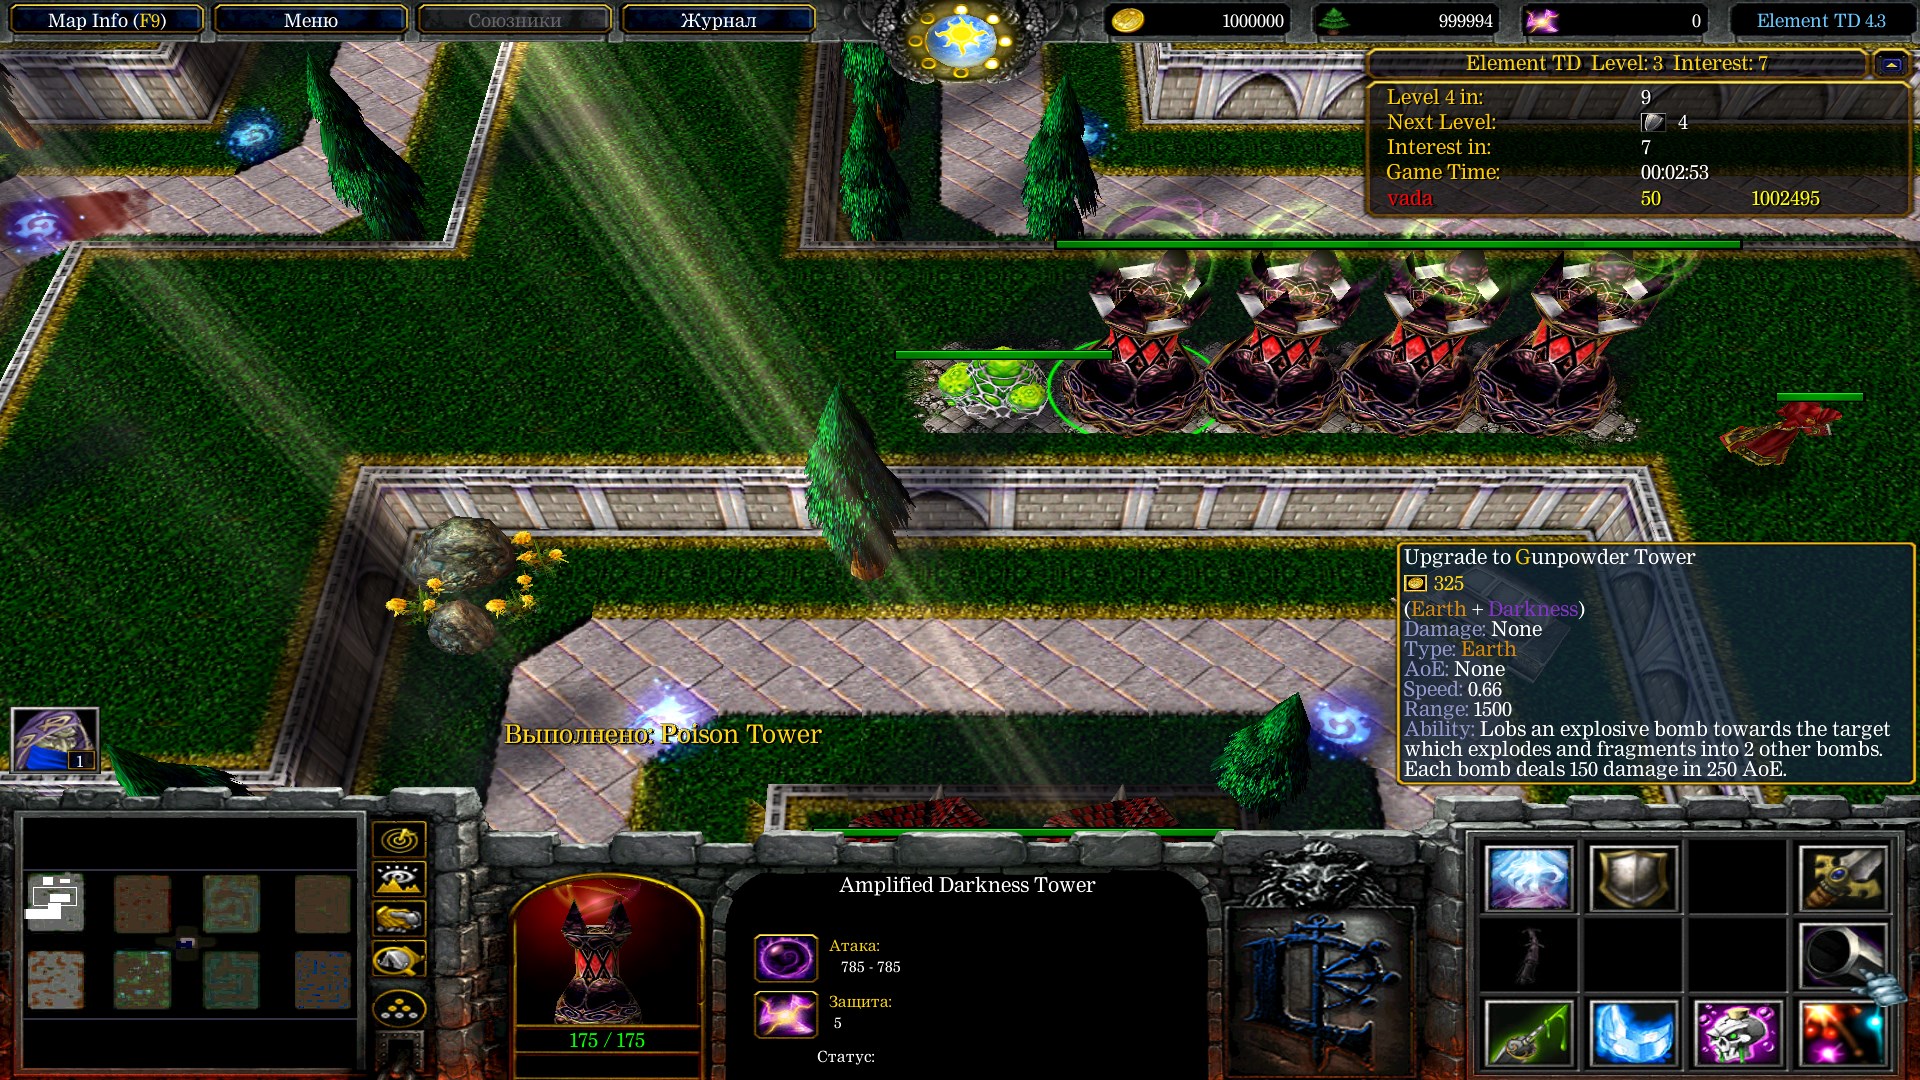 Map Info (F9)
Меню
Союзники
Журнал
1000000
999994
0
Element TD 4.3
Element TD Level: 3 Interest: 7
Level 4 in: 9
Next Level: 4
Interest in: 7
Game Time: 00:02:53
vada 50 1002495
Upgrade to Gunpowder Tower
325
(Earth + Darkness)
Damage: None
Type: Earth
AoE: None
Speed: 0.66
Range: 1500
Ability: Lobs an explosive bomb towards the target
which explodes and fragments into 2 other bombs.
Each bomb deals 150 damage in 250 AoE.
Выполнено: Poison Tower
1
Amplified Darkness Tower
Атака:
785 - 785
Защита:
5
Статус:
175 / 175